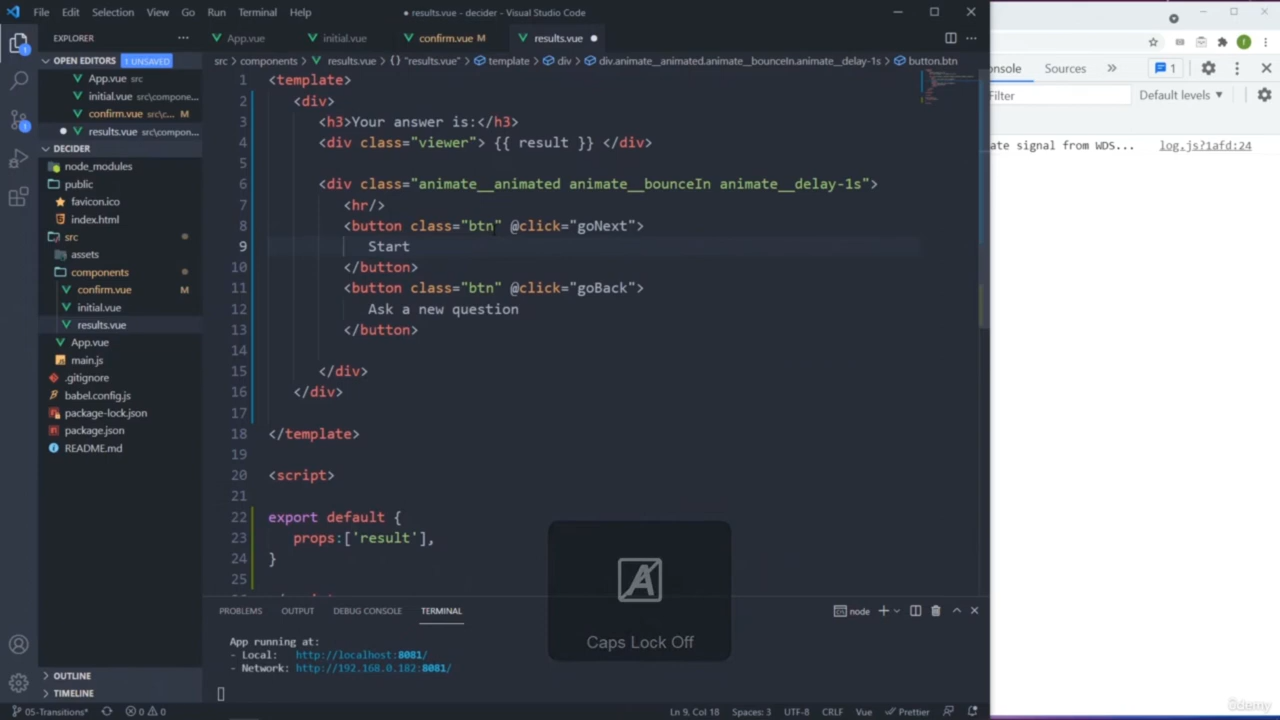 File Edit Selection View Go Run Terminal Help ● results.vue - decider - Visual Studio Code
EXPLORER ··· App.vue initial.vue confirm.vue M results.vue ●
OPEN EDITORS 1 UNSAVED
src > components > results.vue > {} "results.vue" > template > div > div.animate__animated.animate__bounceIn.animate__delay-1s > button.btn
App.vue src
initial.vue src\compone...
confirm.vue src\c... M
results.vue src\compon...
DECIDER
node_modules
public
favicon.ico
index.html
src
assets
components
confirm.vue M
initial.vue
results.vue
App.vue
main.js
.gitignore
babel.config.js
package-lock.json
package.json
README.md
OUTLINE
TIMELINE
1 <template>
2 <div>
3 <h3>Your answer is:</h3>
4 <div class="viewer"> {{ result }} </div>
5
6 <div class="animate__animated animate__bounceIn animate__delay-1s">
7 <hr/>
8 <button class="btn" @click="goNext">
9 Start
10 </button>
11 <button class="btn" @click="goBack">
12 Ask a new question
13 </button>
14
15 </div>
16 </div>
17
18 </template>
19
20 <script>
21
22 export default {
23 props:['result'],
24 }
25
PROBLEMS OUTPUT DEBUG CONSOLE TERMINAL node
App running at:
- Local: http://localhost:8081/
- Network: http://192.168.0.182:8081/
Caps Lock Off
05-Transitions* 0 0 Ln 9, Col 18 Spaces: 3 UTF-8 CRLF Vue Prettier
onsole Sources » 1
Filter Default levels ▼
ate signal from WDS... log.js?1afd:24
ûdemy